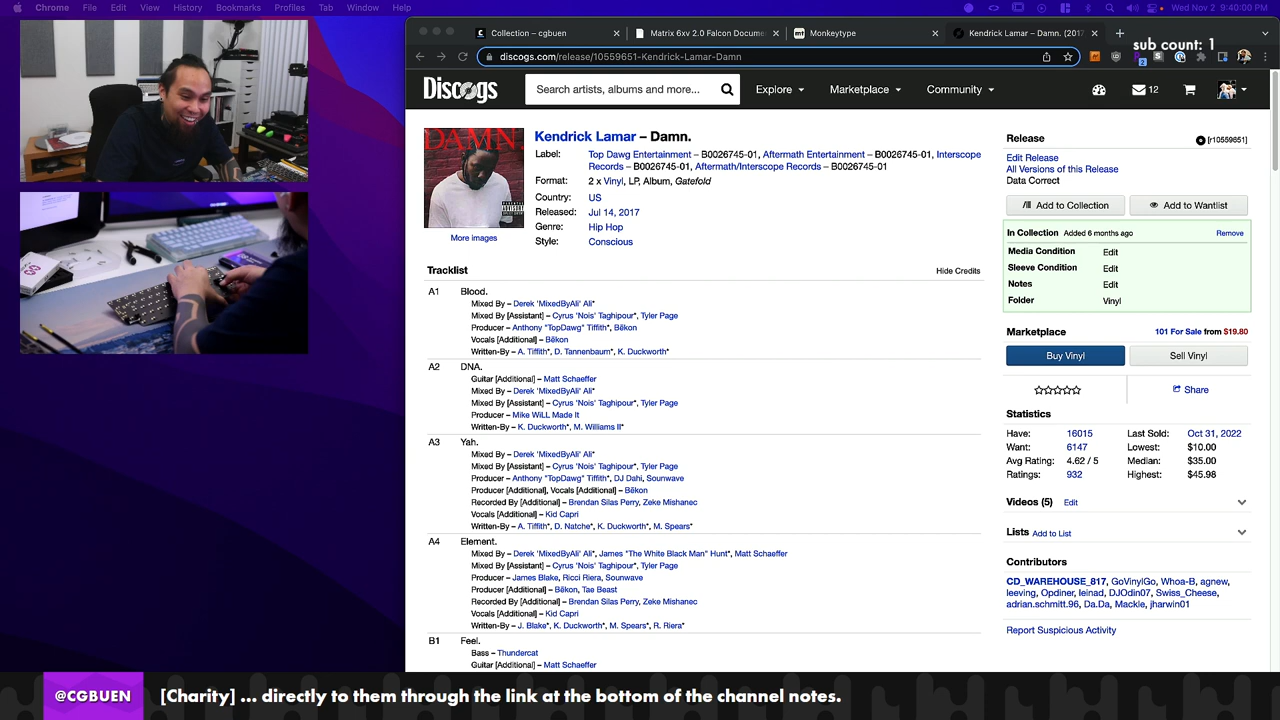 Chrome File Edit View History Bookmarks Profiles Tab Window Help
Wed Nov 2 9:40:00 PM
Collection – cgbuen
Matrix 6xv 2.0 Falcon Docume
Monkeytype
Kendrick Lamar – Damn. (2017
sub count: 1
discogs.com/release/10559651-Kendrick-Lamar-Damn
Discogs
Search artists, albums and more...
Explore
Marketplace
Community
12
DAMN.
Kendrick Lamar – Damn.
Label: Top Dawg Entertainment – B0026745-01, Aftermath Entertainment – B0026745-01, Interscope
Records – B0026745-01, Aftermath/Interscope Records – B0026745-01
Format: 2 x Vinyl, LP, Album, Gatefold
Country: US
Released: Jul 14, 2017
Genre: Hip Hop
Style: Conscious
More images
Tracklist
Hide Credits
A1 Blood.
Mixed By – Derek 'MixedByAli' Ali*
Mixed By [Assistant] – Cyrus 'Nois' Taghipour*, Tyler Page
Producer – Anthony "TopDawg" Tiffith*, Bēkon
Vocals [Additional] – Bēkon
Written-By – A. Tiffith*, D. Tannenbaum*, K. Duckworth*
A2 DNA.
Guitar [Additional] – Matt Schaeffer
Mixed By – Derek 'MixedByAli' Ali*
Mixed By [Assistant] – Cyrus 'Nois' Taghipour*, Tyler Page
Producer – Mike WiLL Made It
Written-By – K. Duckworth*, M. Williams II*
A3 Yah.
Mixed By – Derek 'MixedByAli' Ali*
Mixed By [Assistant] – Cyrus 'Nois' Taghipour*, Tyler Page
Producer – Anthony "TopDawg" Tiffith*, DJ Dahi, Sounwave
Producer [Additional], Vocals [Additional] – Bēkon
Recorded By [Additional] – Brendan Silas Perry, Zeke Mishanec
Vocals [Additional] – Kid Capri
Written-By – A. Tiffith*, D. Natche*, K. Duckworth*, M. Spears*
A4 Element.
Mixed By – Derek 'MixedByAli' Ali*, James "The White Black Man" Hunt*, Matt Schaeffer
Mixed By [Assistant] – Cyrus 'Nois' Taghipour*, Tyler Page
Producer – James Blake, Ricci Riera, Sounwave
Producer [Additional] – Bēkon, Tae Beast
Recorded By [Additional] – Brendan Silas Perry, Zeke Mishanec
Vocals [Additional] – Kid Capri
Written-By – J. Blake*, K. Duckworth*, M. Spears*, R. Riera*
B1 Feel.
Bass – Thundercat
Guitar [Additional] – Matt Schaeffer
Release
[r10559651]
Edit Release
All Versions of this Release
Data Correct
Add to Collection
Add to Wantlist
In Collection Added 6 months ago Remove
Media Condition Edit
Sleeve Condition Edit
Notes Edit
Folder Vinyl
Marketplace 101 For Sale from $19.80
Buy Vinyl
Sell Vinyl
Share
Statistics
Have: 16015 Last Sold: Oct 31, 2022
Want: 6147 Lowest: $10.00
Avg Rating: 4.62 / 5 Median: $35.00
Ratings: 932 Highest: $45.98
Videos (5) Edit
Lists Add to List
Contributors
CD_WAREHOUSE_817, GoVinylGo, Whoa-B, agnew,
leeving, Opdiner, leinad, DJOdin07, Swiss_Cheese,
adrian.schmitt.96, Da.Da, Mackle, jharwin01
Report Suspicious Activity
@CGBUEN
[Charity] ... directly to them through the link at the bottom of the channel notes.